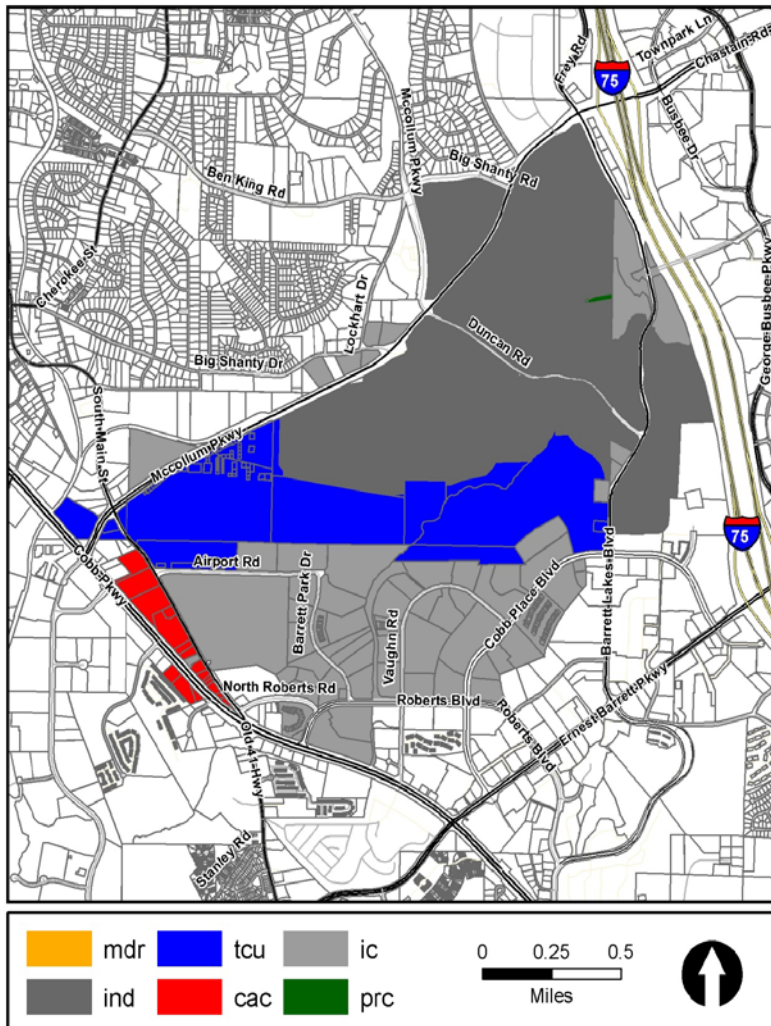 Townpark Ln
Frey Rd
Chastain Rds
75
Mccollum Pkwy
Busbee Dr
Big Shanty Rd
Ben King Rd
Cherokee St
Lockhart Dr
George Busbee Pkwy
Duncan Rd
Big Shanty Dr
South Main St
Mccollum Pkwy
75
Cobb Pkwy
Airport Rd
Barrett Park Dr
Vaughn Rd
Cobb Place Blvd
Barrett Lakes Blvd
North Roberts Rd
Roberts Blvd
Roberts Blvd
Ernest Barrett Pkwy
Old 41 Hwy
Stanley Rd
mdr tcu ic
ind cac prc
0 0.25 0.5
Miles